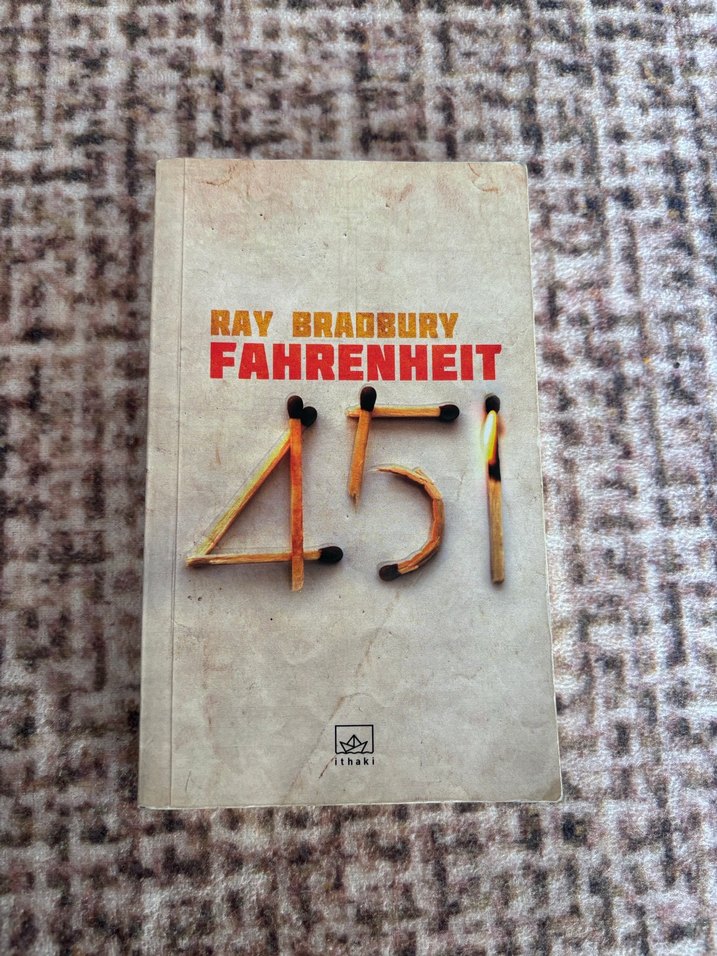 RAY BRADBURY
FAHRENHEIT
451
ithaki